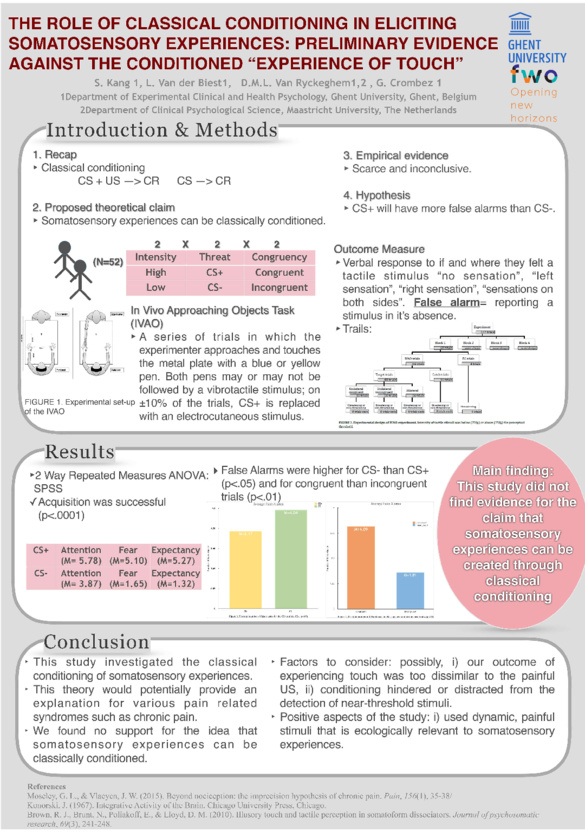 THE ROLE OF CLASSICAL CONDITIONING IN ELICITING
SOMATOSENSORY EXPERIENCES: PRELIMINARY EVIDENCE
AGAINST THE CONDITIONED “EXPERIENCE OF TOUCH”
GHENT
UNIVERSITY
fwo
Opening
new
horizons
S. Kang 1, L. Van der Biest1, D.M.L. Van Ryckeghem1,2 , G. Crombez 1
1Department of Experimental Clinical and Health Psychology, Ghent University, Ghent, Belgium
2Department of Clinical Psychological Science, Maastricht University, The Netherlands
Introduction & Methods
1. Recap
‣ Classical conditioning
CS + US —> CR CS —> CR
2. Proposed theoretical claim
‣ Somatosensory experiences can be classically conditioned.
(N=52)
2 X 2 X 2
Intensity Threat Congruency
High CS+ Congruent
Low CS- Incongruent
In Vivo Approaching Objects Task
(IVAO)
‣ A series of trials in which the
experimenter approaches and touches
the metal plate with a blue or yellow
pen. Both pens may or may not be
followed by a vibrotactile stimulus; on
±10% of the trials, CS+ is replaced
with an electrocutaneous stimulus.
FIGURE 1. Experimental set-up
of the IVAO
3. Empirical evidence
‣ Scarce and inconclusive.
4. Hypothesis
‣ CS+ will have more false alarms than CS-.
Outcome Measure
‣ Verbal response to if and where they felt a
tactile stimulus “no sensation”, “left
sensation”, “right sensation”, “sensations on
both sides”. False alarm= reporting a
stimulus in it’s absence.
‣ Trails:
Results
‣2 Way Repeated Measures ANOVA:
SPSS
✓Acquisition was successful
(p<.0001)
CS+ Attention Fear Expectancy
(M= 5.78) (M=5.10) (M=5.27)
CS- Attention Fear Expectancy
(M= 3.87) (M=1.65) (M=1.32)
‣ False Alarms were higher for CS- than CS+
(p<.05) and for congruent than incongruent
trials (p<.01)
Main finding:
This study did not
find evidence for the
claim that
somatosensory
experiences can be
created through
classical
conditioning
Conclusion
‣ This study investigated the classical
conditioning of somatosensory experiences.
‣ This theory would potentially provide an
explanation for various pain related
syndromes such as chronic pain.
‣ We found no support for the idea that
somatosensory experiences can be
classically conditioned.
‣ Factors to consider: possibly, i) our outcome of
experiencing touch was too dissimilar to the painful
US, ii) conditioning hindered or distracted from the
detection of near-threshold stimuli.
‣ Positive aspects of the study: i) used dynamic, painful
stimuli that is ecologically relevant to somatosensory
experiences.
References
Moseley, G. L., & Vlaeyen, J. W. (2015). Beyond nociception: the imprecision hypothesis of chronic pain. Pain, 156(1), 35-38/
Konorski, J. (1967). Integrative Activity of the Brain. Chicago University Press, Chicago.
Brown, R. J., Brunt, N., Poliakoff, E., & Lloyd, D. M. (2010). Illusory touch and tactile perception in somatoform dissociators. Journal of psychosomatic
research, 69(3), 241-248.